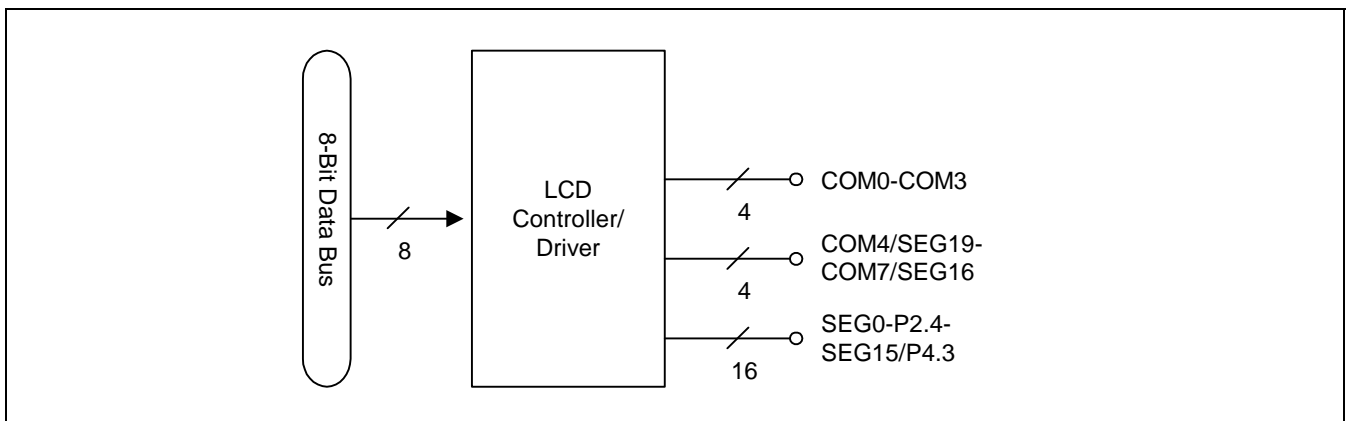 8-Bit Data Bus
8
LCD
Controller/
Driver
COM0-COM3
4
COM4/SEG19-
COM7/SEG16
4
SEG0-P2.4-
SEG15/P4.3
16